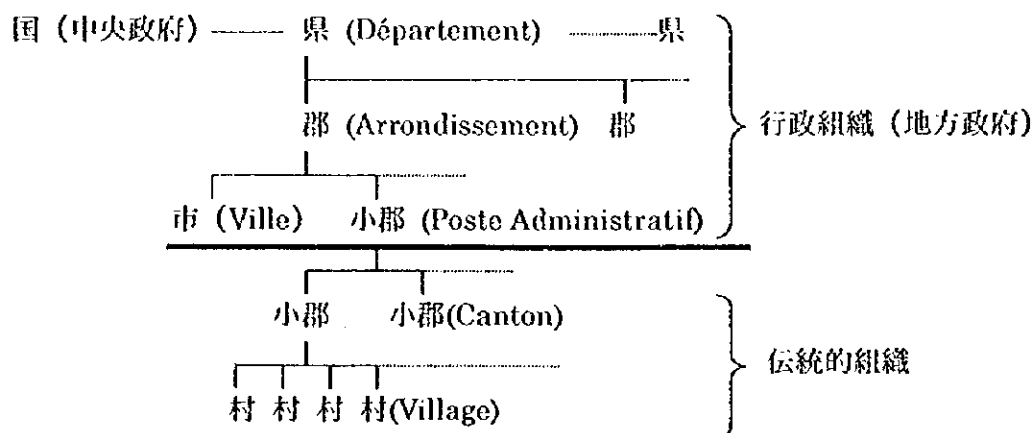 国（中央政府） 県 (Département) 県
郡 (Arrondissement) 郡
行政組織（地方政府）
市 (Ville) 小郡 (Poste Administratif)
小郡 小郡(Canton)
伝統的組織
村 村 村 村(Village)